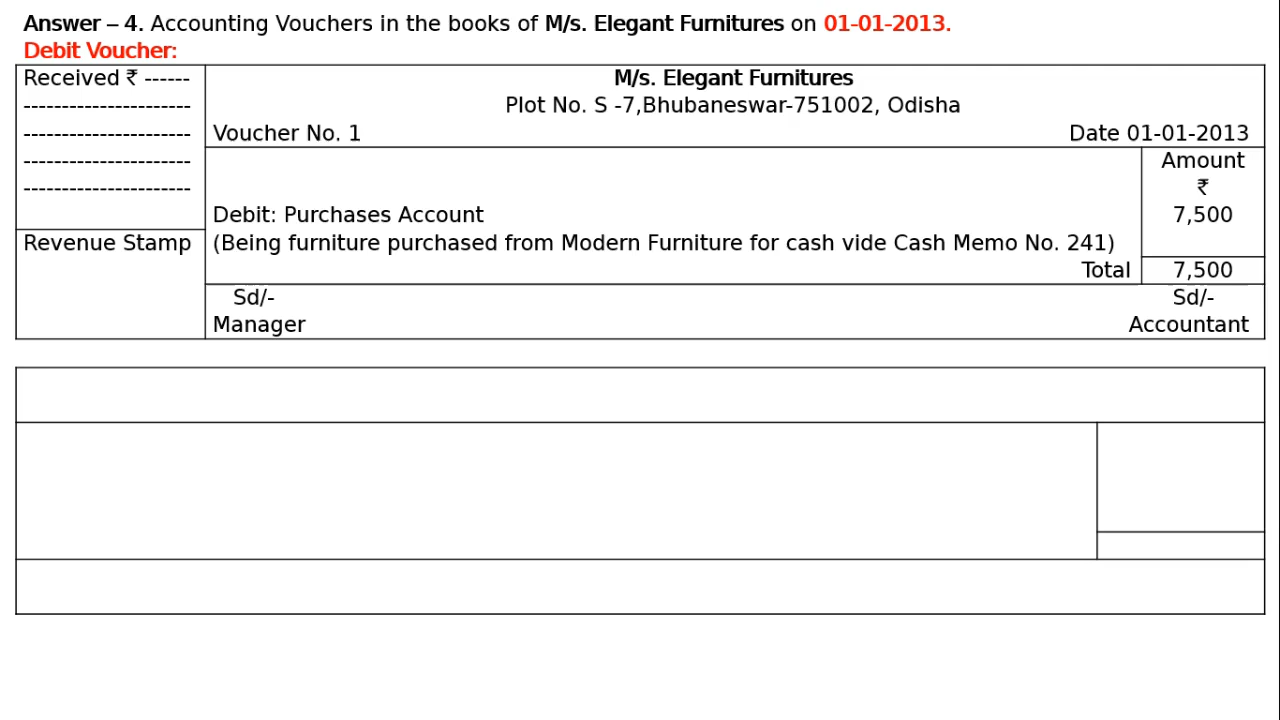 Answer – 4. Accounting Vouchers in the books of M/s. Elegant Furnitures on 01-01-2013.
Debit Voucher:
Received ₹ ------
----------------------
----------------------
----------------------
----------------------
Revenue Stamp
M/s. Elegant Furnitures
Plot No. S -7,Bhubaneswar-751002, Odisha
Voucher No. 1 Date 01-01-2013
Amount
₹
Debit: Purchases Account 7,500
(Being furniture purchased from Modern Furniture for cash vide Cash Memo No. 241)
Total 7,500
Sd/- Sd/-
Manager Accountant